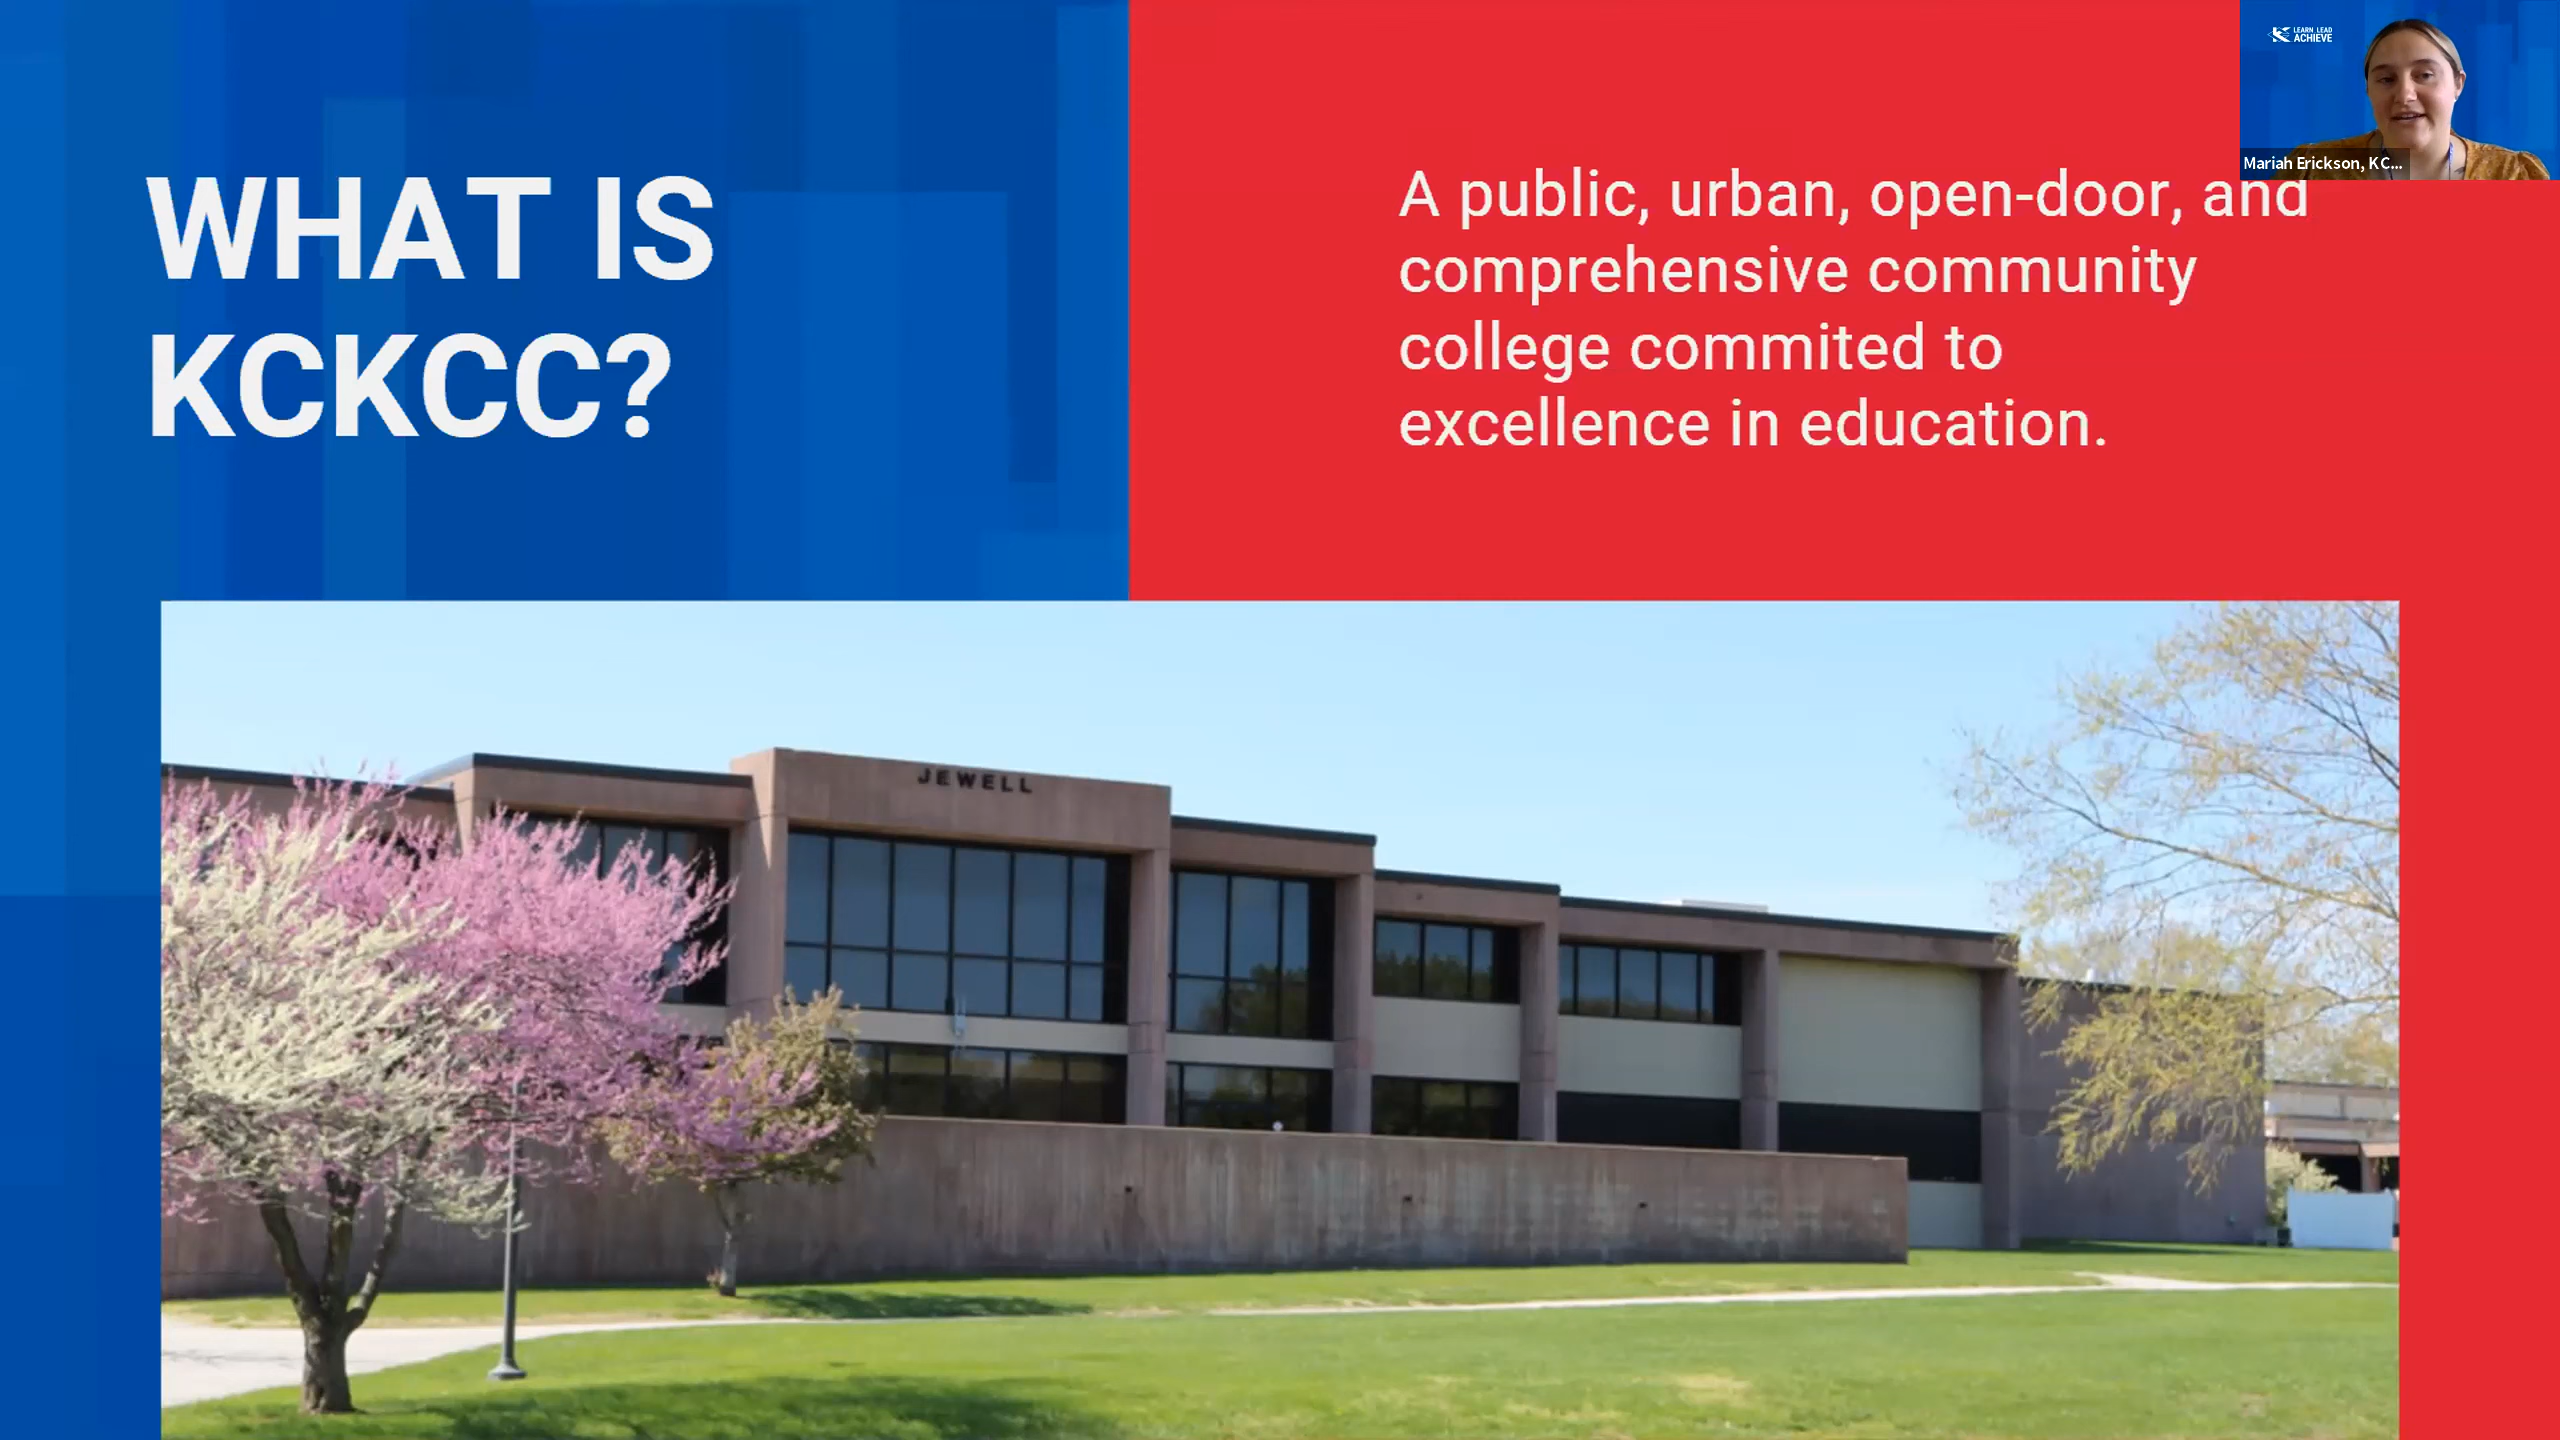 WHAT IS
KCKCC?
A public, urban, open-door, and
comprehensive community
college commited to
excellence in education.
LEARN LEAD
ACHIEVE
Mariah Erickson, KC...
JEWELL